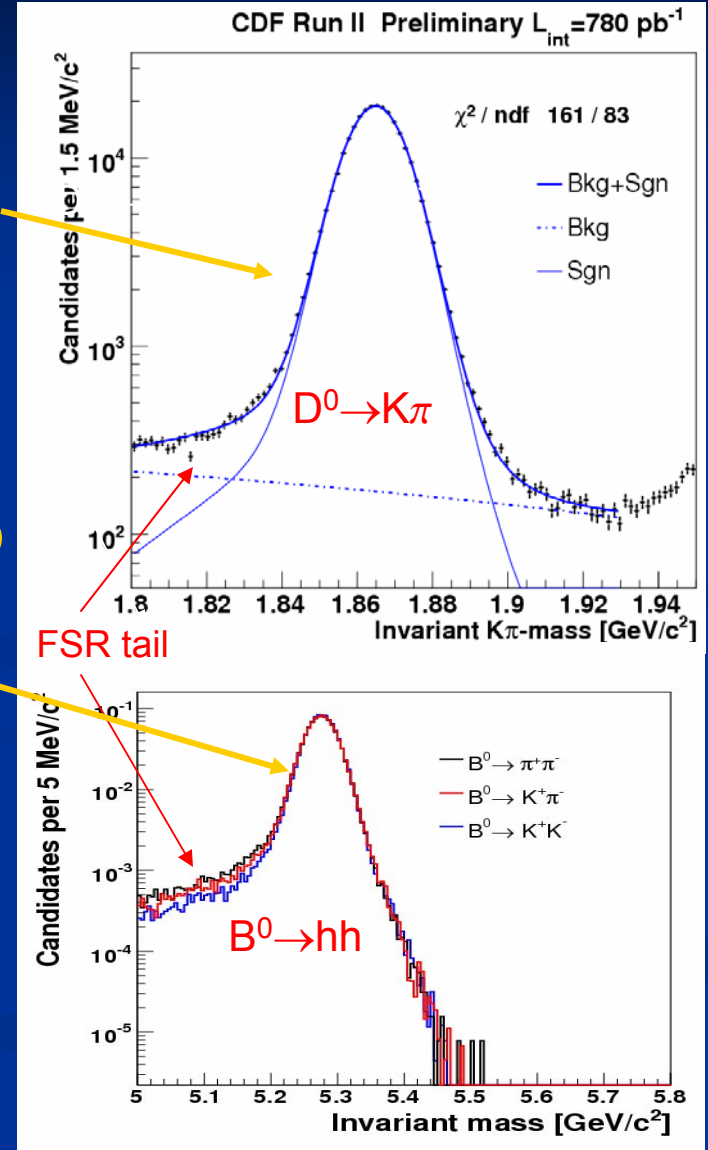 CDF Run II Preliminary L_int=780 pb⁻¹
Candidates per 1.5 MeV/c²
χ² / ndf 161 / 83
Bkg+Sgn
Bkg
Sgn
10⁴
10³
10²
D⁰→Kπ
1.8 1.82 1.84 1.86 1.88 1.9 1.92 1.94
Invariant Kπ-mass [GeV/c²]
FSR tail
Candidates per 5 MeV/c²
10⁻¹
10⁻²
10⁻³
10⁻⁴
10⁻⁵
B⁰→ π⁺π⁻
B⁰→ K⁺π⁻
B⁰→ K⁺K⁻
B⁰→hh
5 5.1 5.2 5.3 5.4 5.5 5.6 5.7 5.8
Invariant mass [GeV/c²]